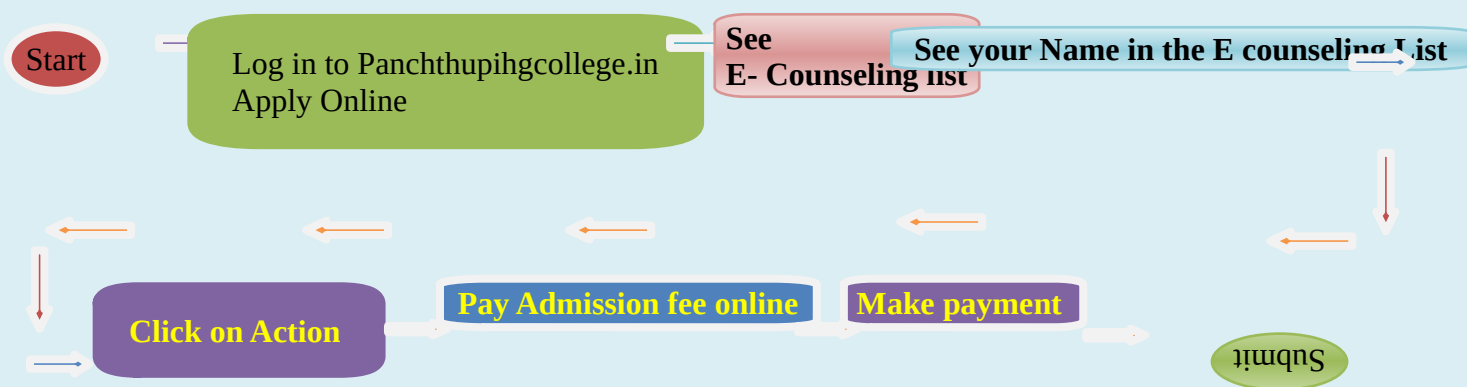 Start
Log in to Panchthupihgcollege.in
Apply Online
See
E- Counseling list
See your Name in the E counseling List
Click on Action
Pay Admission fee online
Make payment
Submit